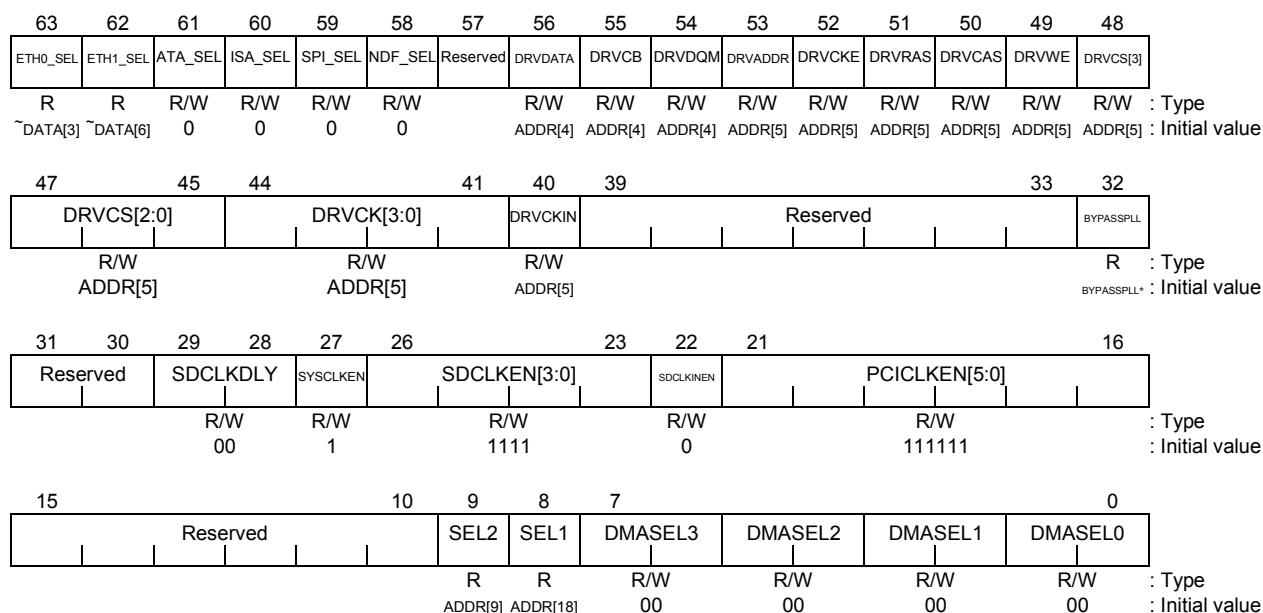 63 62 61 60 59 58 57 56 55 54 53 52 51 50 49 48
ETH0_SEL ETH1_SEL ATA_SEL ISA_SEL SPI_SEL NDF_SEL Reserved DRVDATA DRVCB DRVDQM DRVADDR DRVCKE DRVRAS DRVCAS DRVWE DRVCS[3]
R R R/W R/W R/W R/W R/W R/W R/W R/W R/W R/W R/W R/W R/W : Type
~DATA[3] ~DATA[6] 0 0 0 0 ADDR[4] ADDR[4] ADDR[4] ADDR[5] ADDR[5] ADDR[5] ADDR[5] ADDR[5] ADDR[5] : Initial value
47 45 44 41 40 39 33 32
DRVCS[2:0] DRVCK[3:0] DRVCKIN Reserved BYPASSPLL
R/W R/W R/W R : Type
ADDR[5] ADDR[5] ADDR[5] BYPASSPLL* : Initial value
31 30 29 28 27 26 23 22 21 16
Reserved SDCLKDLY SYSCLKEN SDCLKEN[3:0] SDCLKINEN PCICLKEN[5:0]
R/W R/W R/W R/W R/W : Type
00 1 1111 0 111111 : Initial value
15 10 9 8 7 0
Reserved SEL2 SEL1 DMASEL3 DMASEL2 DMASEL1 DMASEL0
R R R/W R/W R/W R/W : Type
ADDR[9] ADDR[18] 00 00 00 00 : Initial value